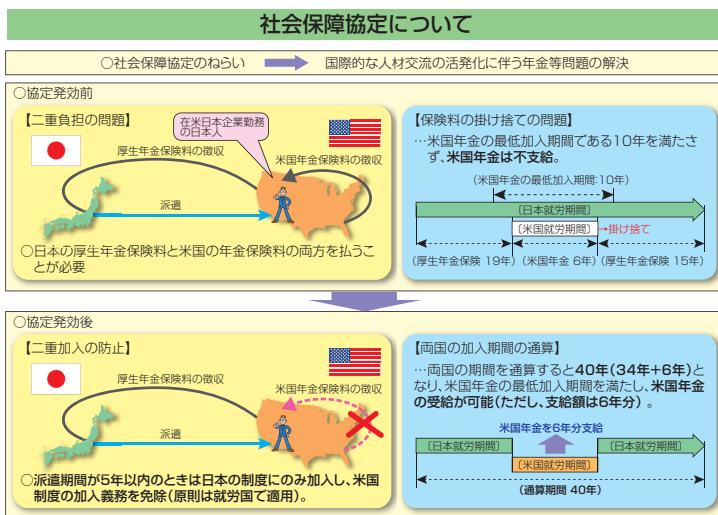 社会保障協定について
○社会保障協定のねらい　国際的な人材交流の活発化に伴う年金等問題の解決
○協定発効前
【二重負担の問題】
在米日本企業勤務
の日本人
厚生年金保険料の徴収
米国年金保険料の徴収
派遣
○日本の厚生年金保険料と米国の年金保険料の両方を払うこ
とが必要
【保険料の掛け捨ての問題】
…米国年金の最低加入期間である10年を満たさ
ず、米国年金は不支給。
（米国年金の最低加入期間：10年）
〔日本就労期間〕
〔米国就労期間〕
→掛け捨て
（厚生年金保険 19年）（米国年金 6年）（厚生年金保険 15年）
○協定発効後
【二重加入の防止】
厚生年金保険料の徴収
米国年金保険料の徴収
派遣
○派遣期間が5年以内のときは日本の制度にのみ加入し、米国
制度の加入義務を免除（原則は就労国で適用）。
【両国の加入期間の通算】
…両国の期間を通算すると40年（34年+6年）と
なり、米国年金の最低加入期間を満たし、米国年金
の受給が可能（ただし、支給額は6年分）。
米国年金を6年分支給
〔日本就労期間〕
〔日本就労期間〕
〔米国就労期間〕
（通算期間 40年）